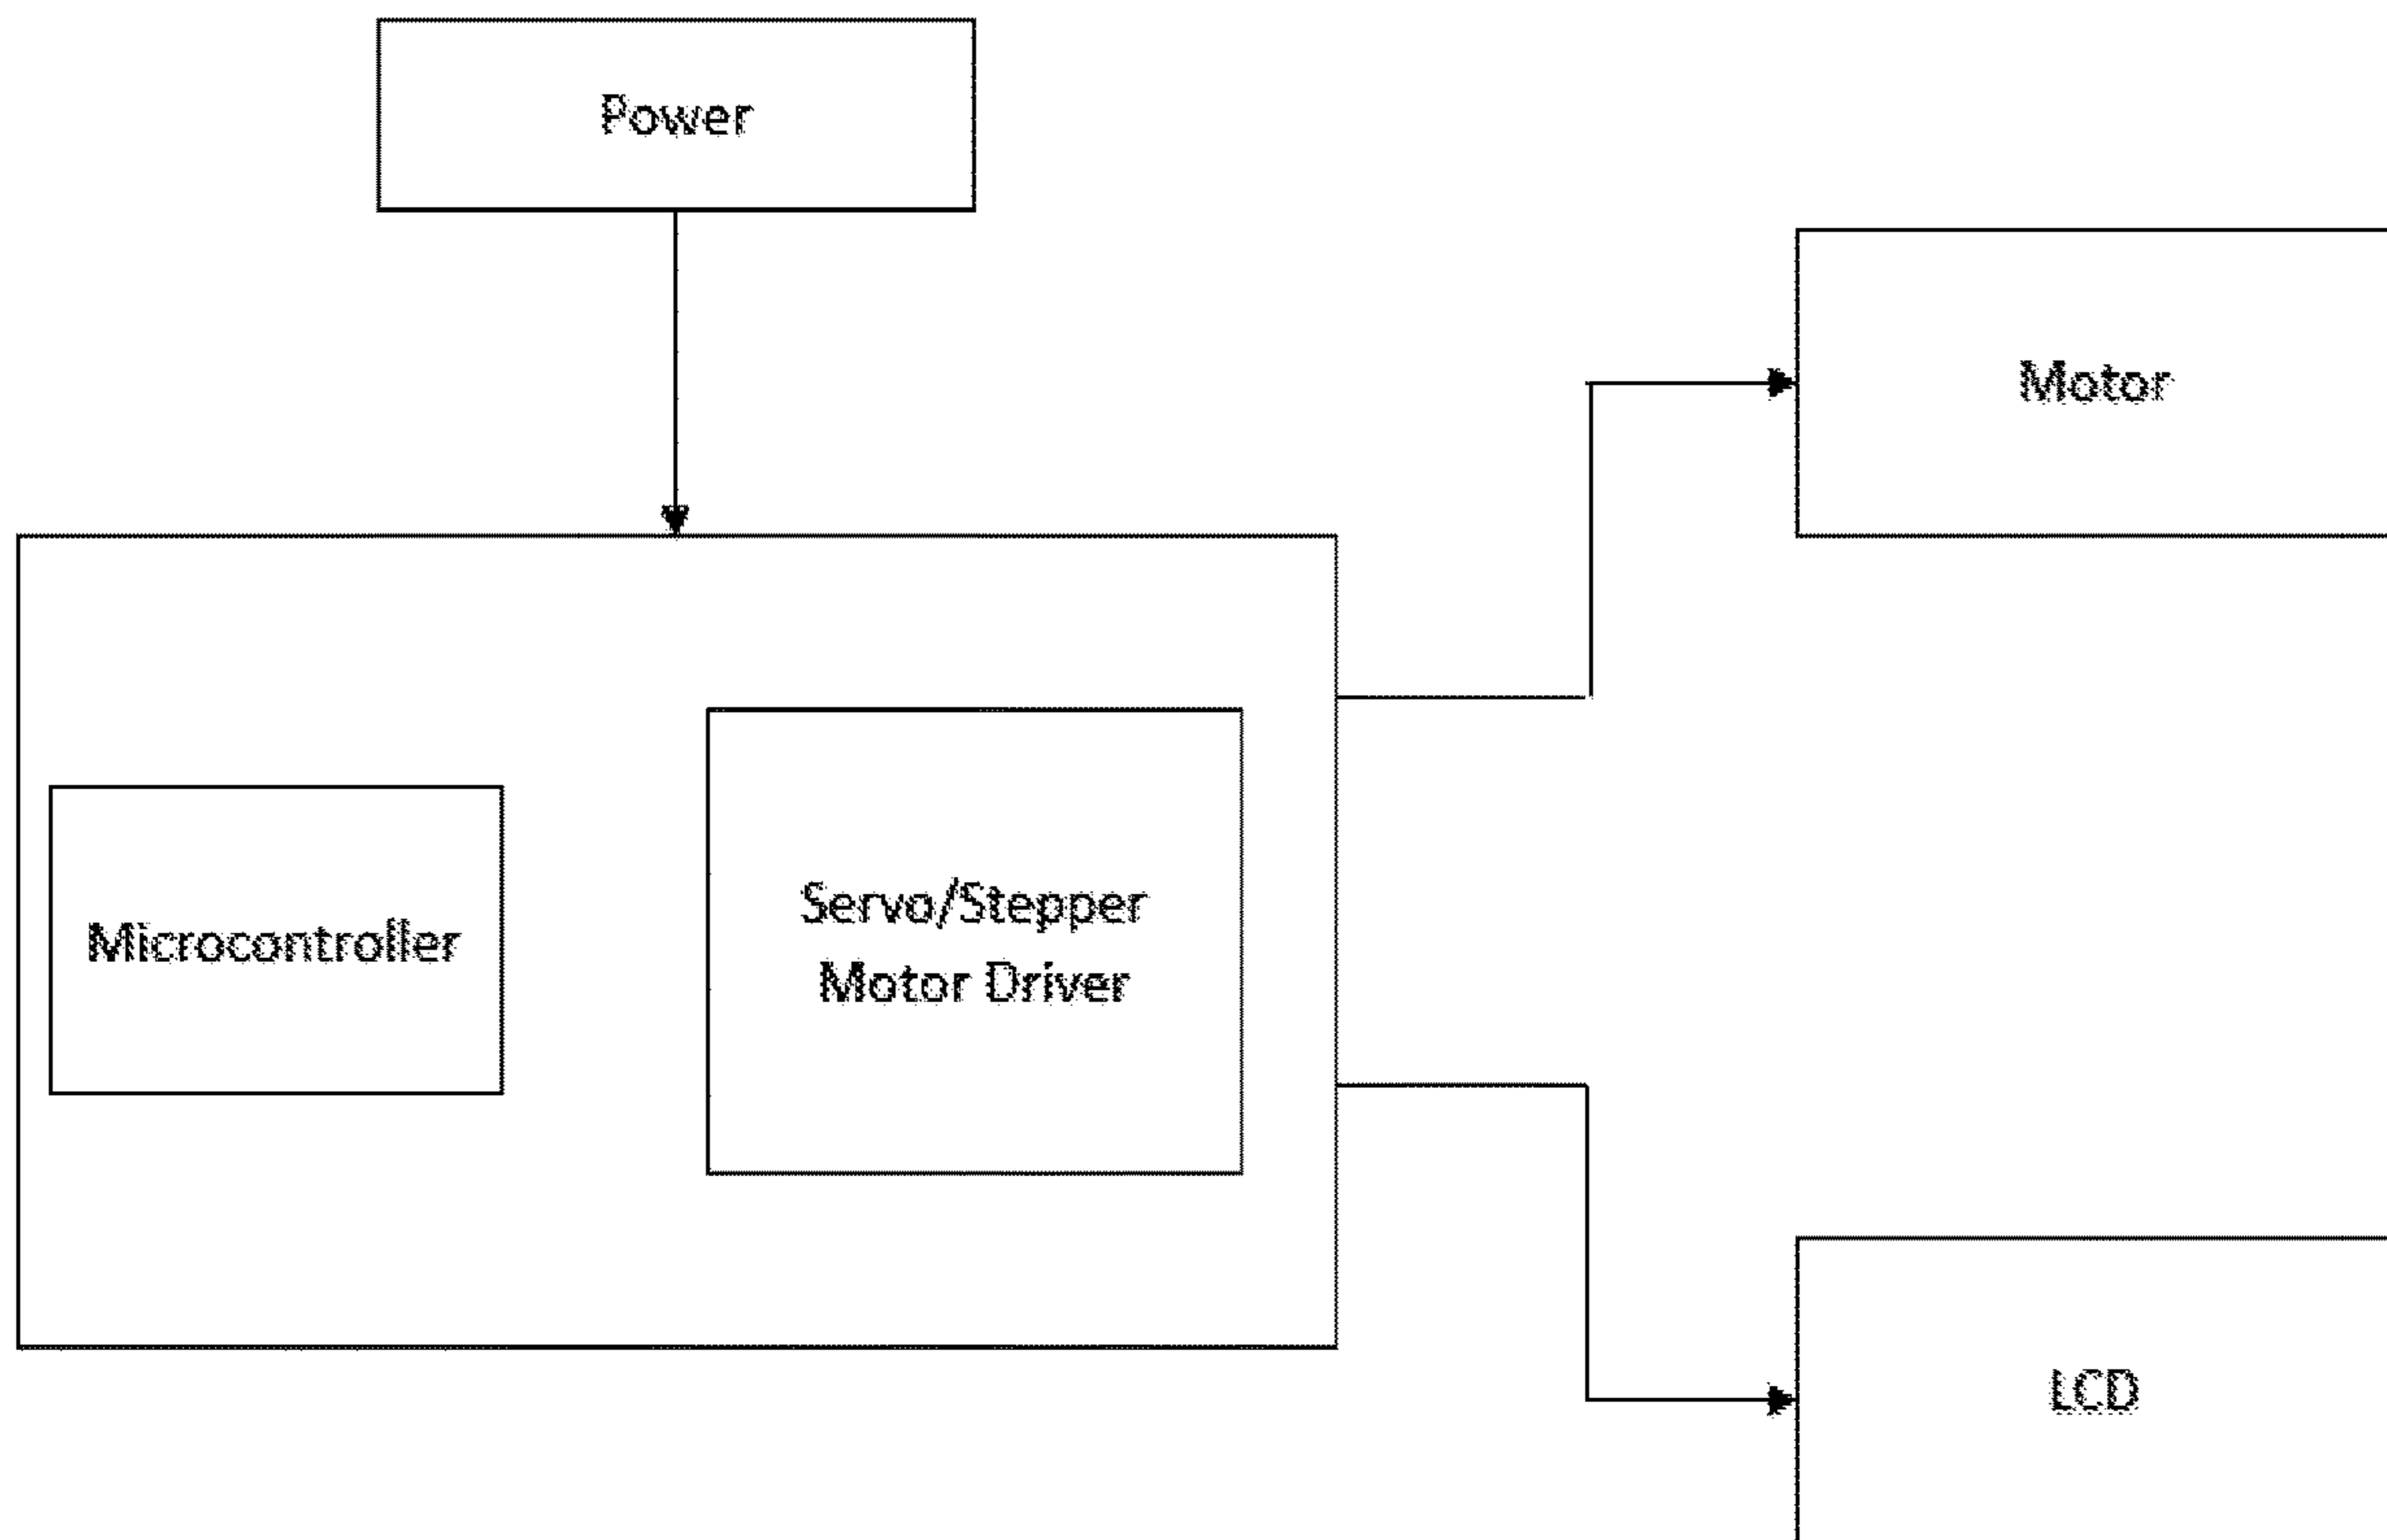 Power
Motor
Microcontroller
Servo/Stepper
Motor Driver
LCD